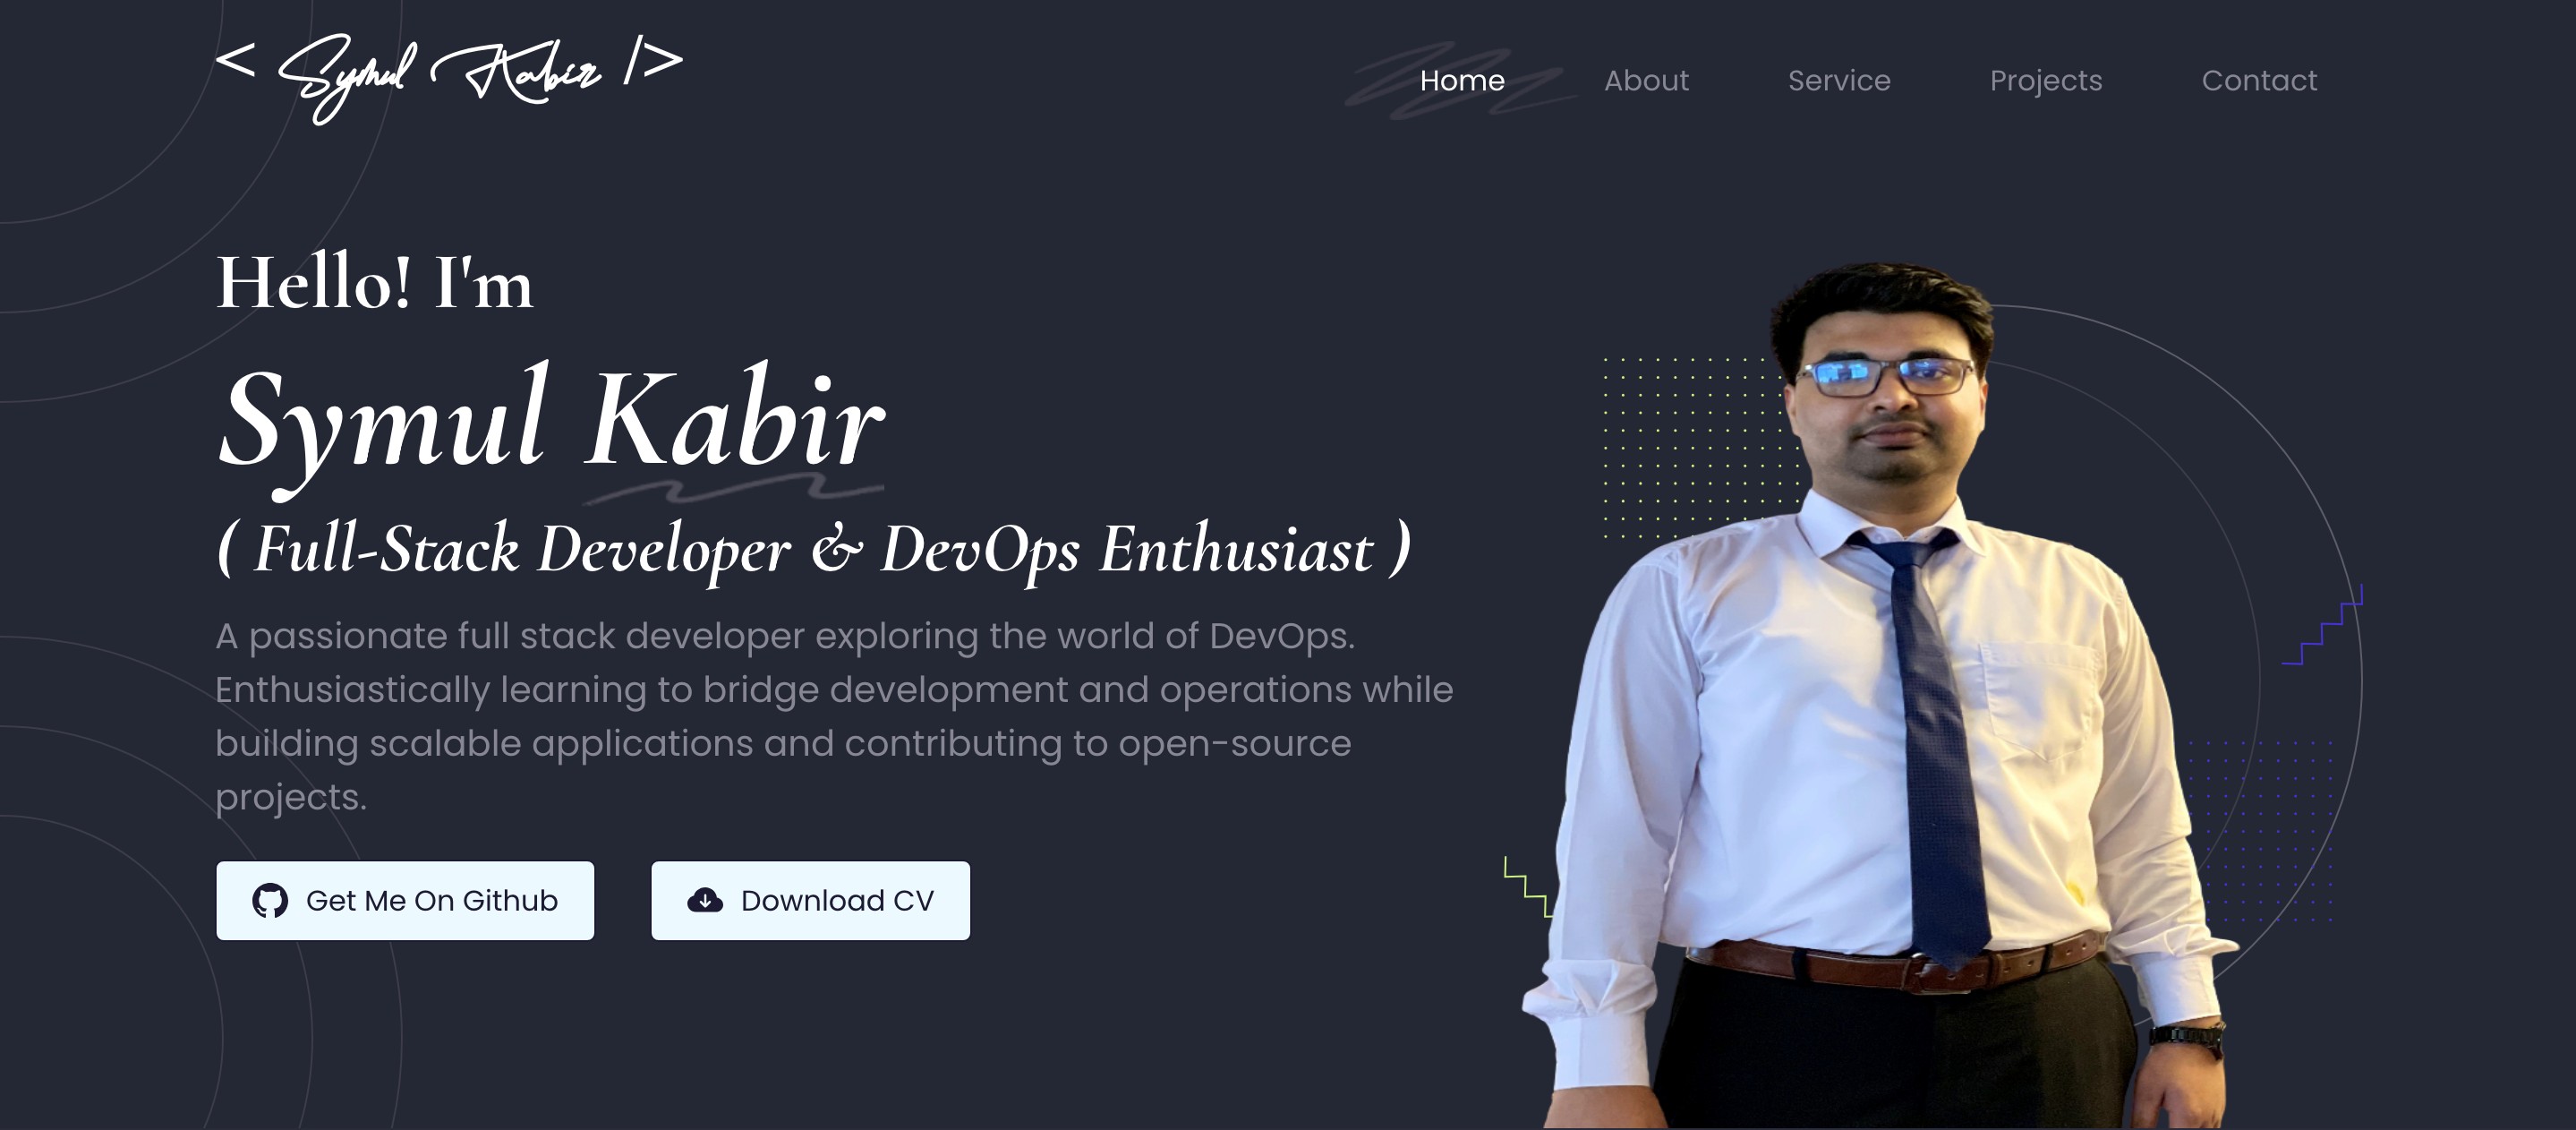 < Symul Kabir />
Home About Service Projects Contact
Hello! I'm
Symul Kabir
( Full-Stack Developer & DevOps Enthusiast )
A passionate full stack developer exploring the world of DevOps.
Enthusiastically learning to bridge development and operations while
building scalable applications and contributing to open-source
projects.
Get Me On Github
Download CV